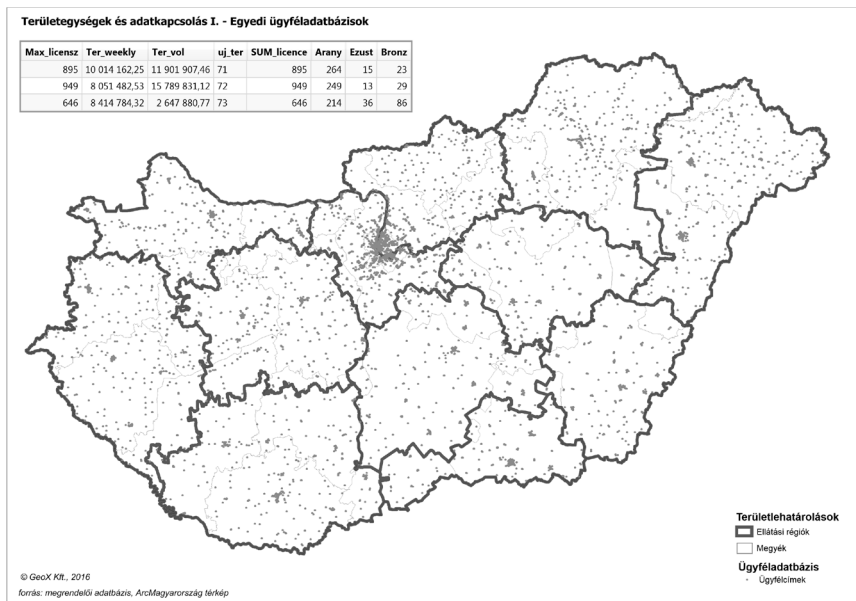 Területegységek és adatkapcsolás I. - Egyedi ügyféladatbázisok
Max_licensz Ter_weekly Ter_vol uj_ter SUM_licence Arany Ezust Bronz
895 10 014 162,25 11 901 907,46 71 895 264 15 23
949 8 051 482,53 15 789 831,12 72 949 249 13 29
646 8 414 784,32 2 647 880,77 73 646 214 36 86
Területlehatárolások
Ellátási régiók
Megyék
Ügyféladatbázis
Ügyfélcímek
© GeoX Kft., 2016
forrás: megrendelői adatbázis, ArcMagyarország térkép